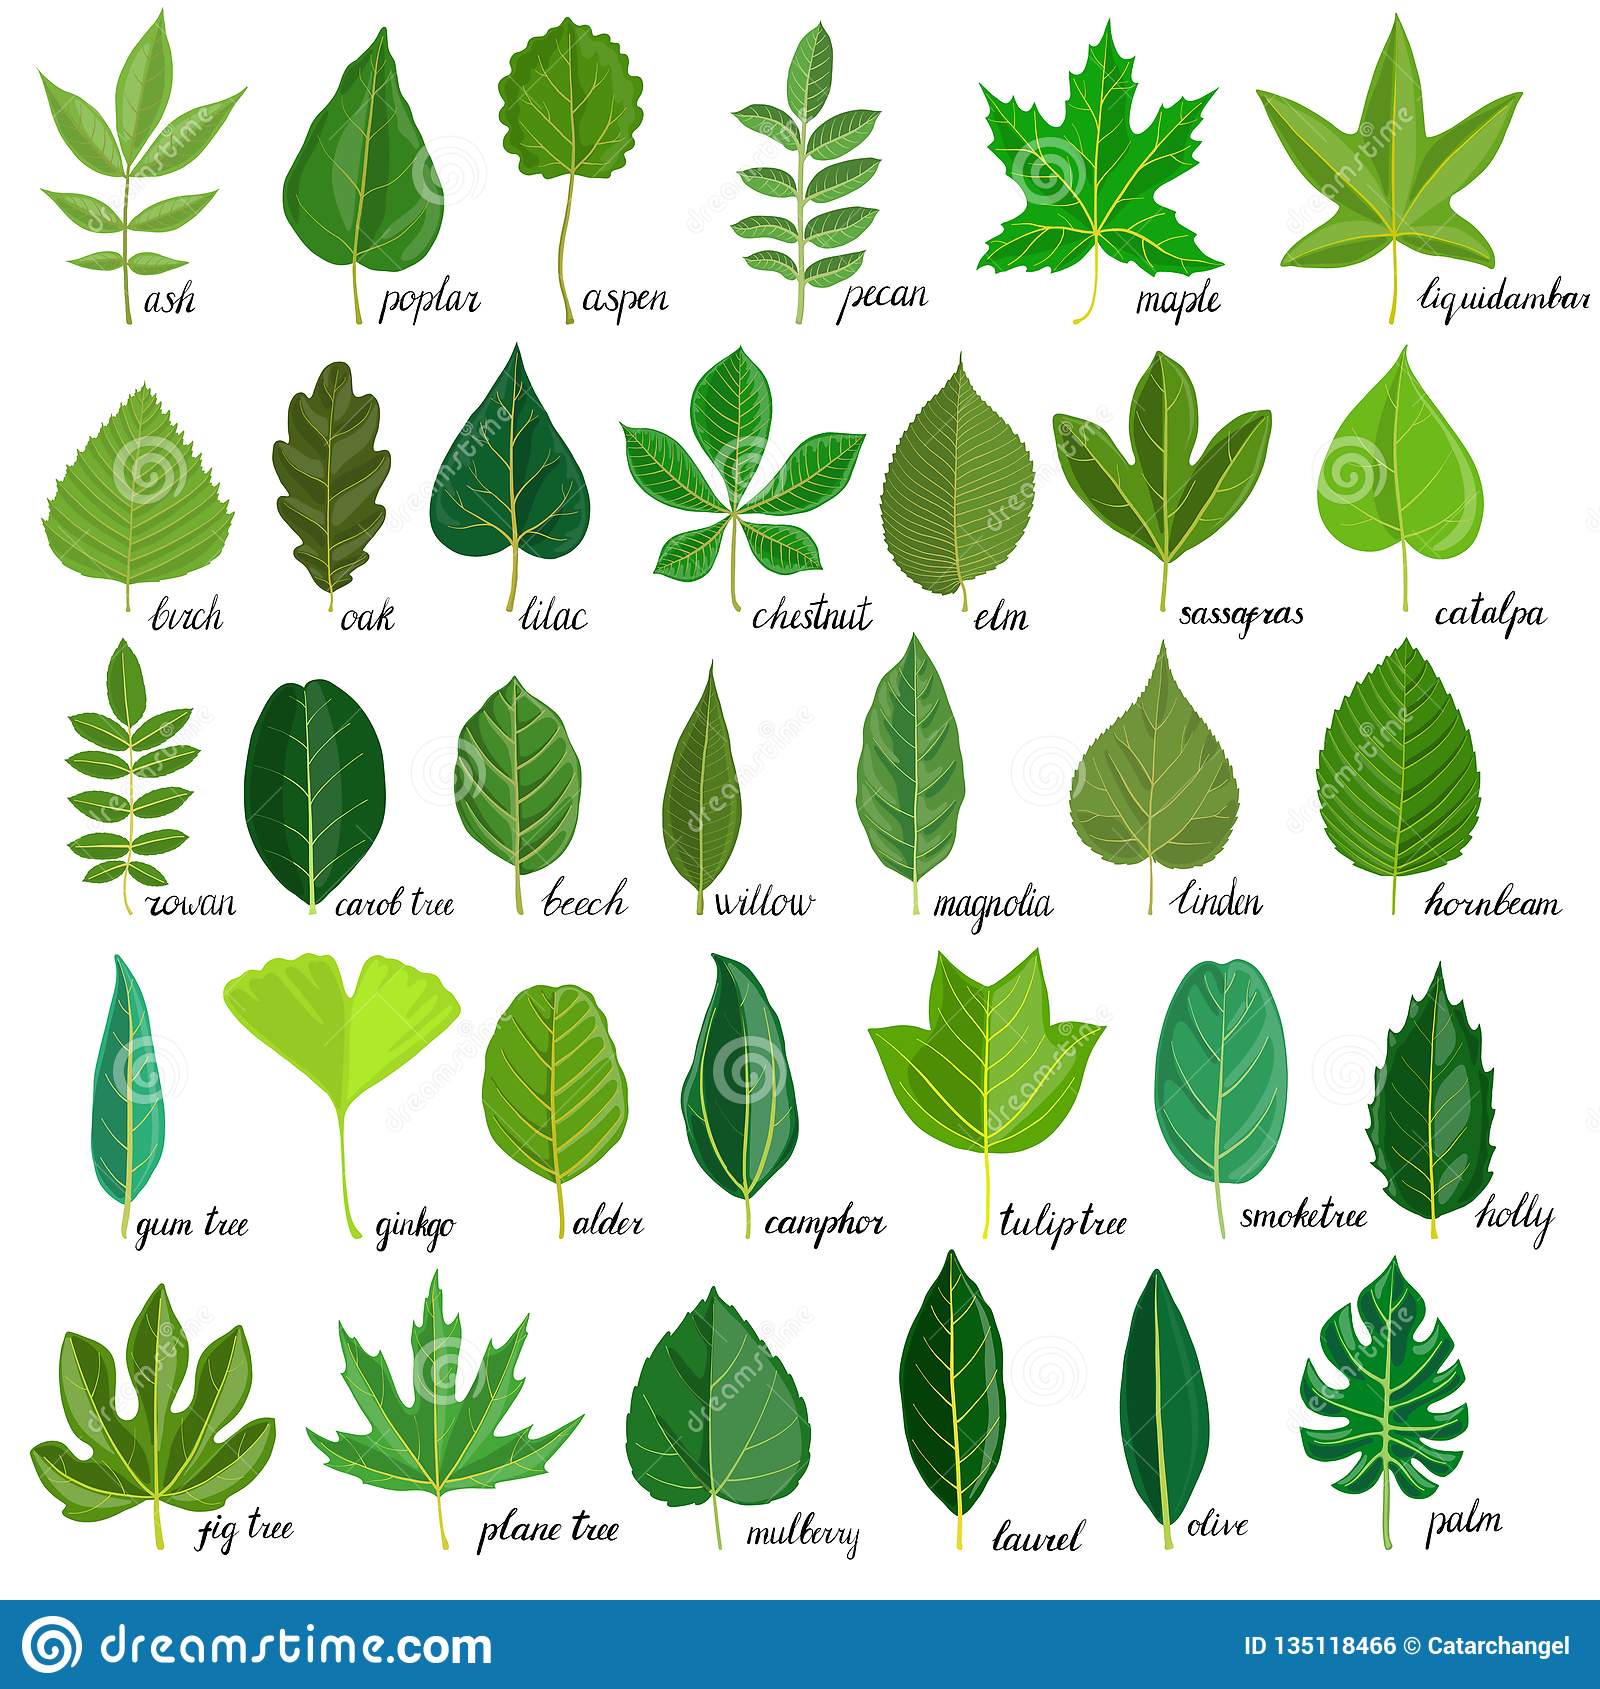 ash poplar aspen pecan maple liquidambar
birch oak lilac chestnut elm sassafras catalpa
rowan carob tree beech willow magnolia linden hornbeam
gum tree ginkgo alder camphor tulip tree smoketree holly
fig tree plane tree mulberry laurel olive palm
dreamstime.com ID 135118466 © Catarchangel